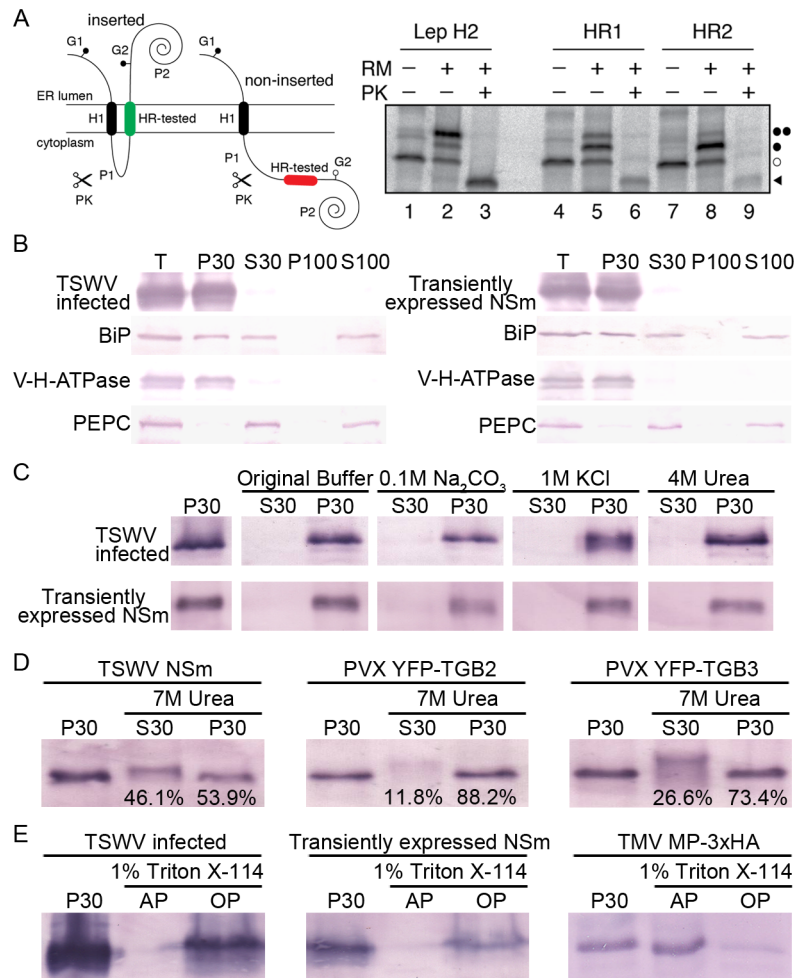 A
inserted
G1
G2
P2
G1
non-inserted
ER lumen
H1
HR-tested
H1
cytoplasm
P1
PK
P1
HR-tested
G2
PK
P2
Lep H2 HR1 HR2
RM − + + − + + − + +
PK + + +
1 2 3 4 5 6 7 8 9
B
T P30 S30 P100 S100
TSWV
infected
BiP
V-H-ATPase
PEPC
T P30 S30 P100 S100
Transiently
expressed NSm
BiP
V-H-ATPase
PEPC
C
Original Buffer 0.1M Na₂CO₃ 1M KCl 4M Urea
P30 S30 P30 S30 P30 S30 P30 S30 P30
TSWV
infected
Transiently
expressed NSm
D
TSWV NSm PVX YFP-TGB2 PVX YFP-TGB3
7M Urea 7M Urea 7M Urea
P30 S30 P30 P30 S30 P30 P30 S30 P30
46.1% 53.9% 11.8% 88.2% 26.6% 73.4%
E
TSWV infected Transiently expressed NSm TMV MP-3xHA
1% Triton X-114 1% Triton X-114 1% Triton X-114
P30 AP OP P30 AP OP P30 AP OP